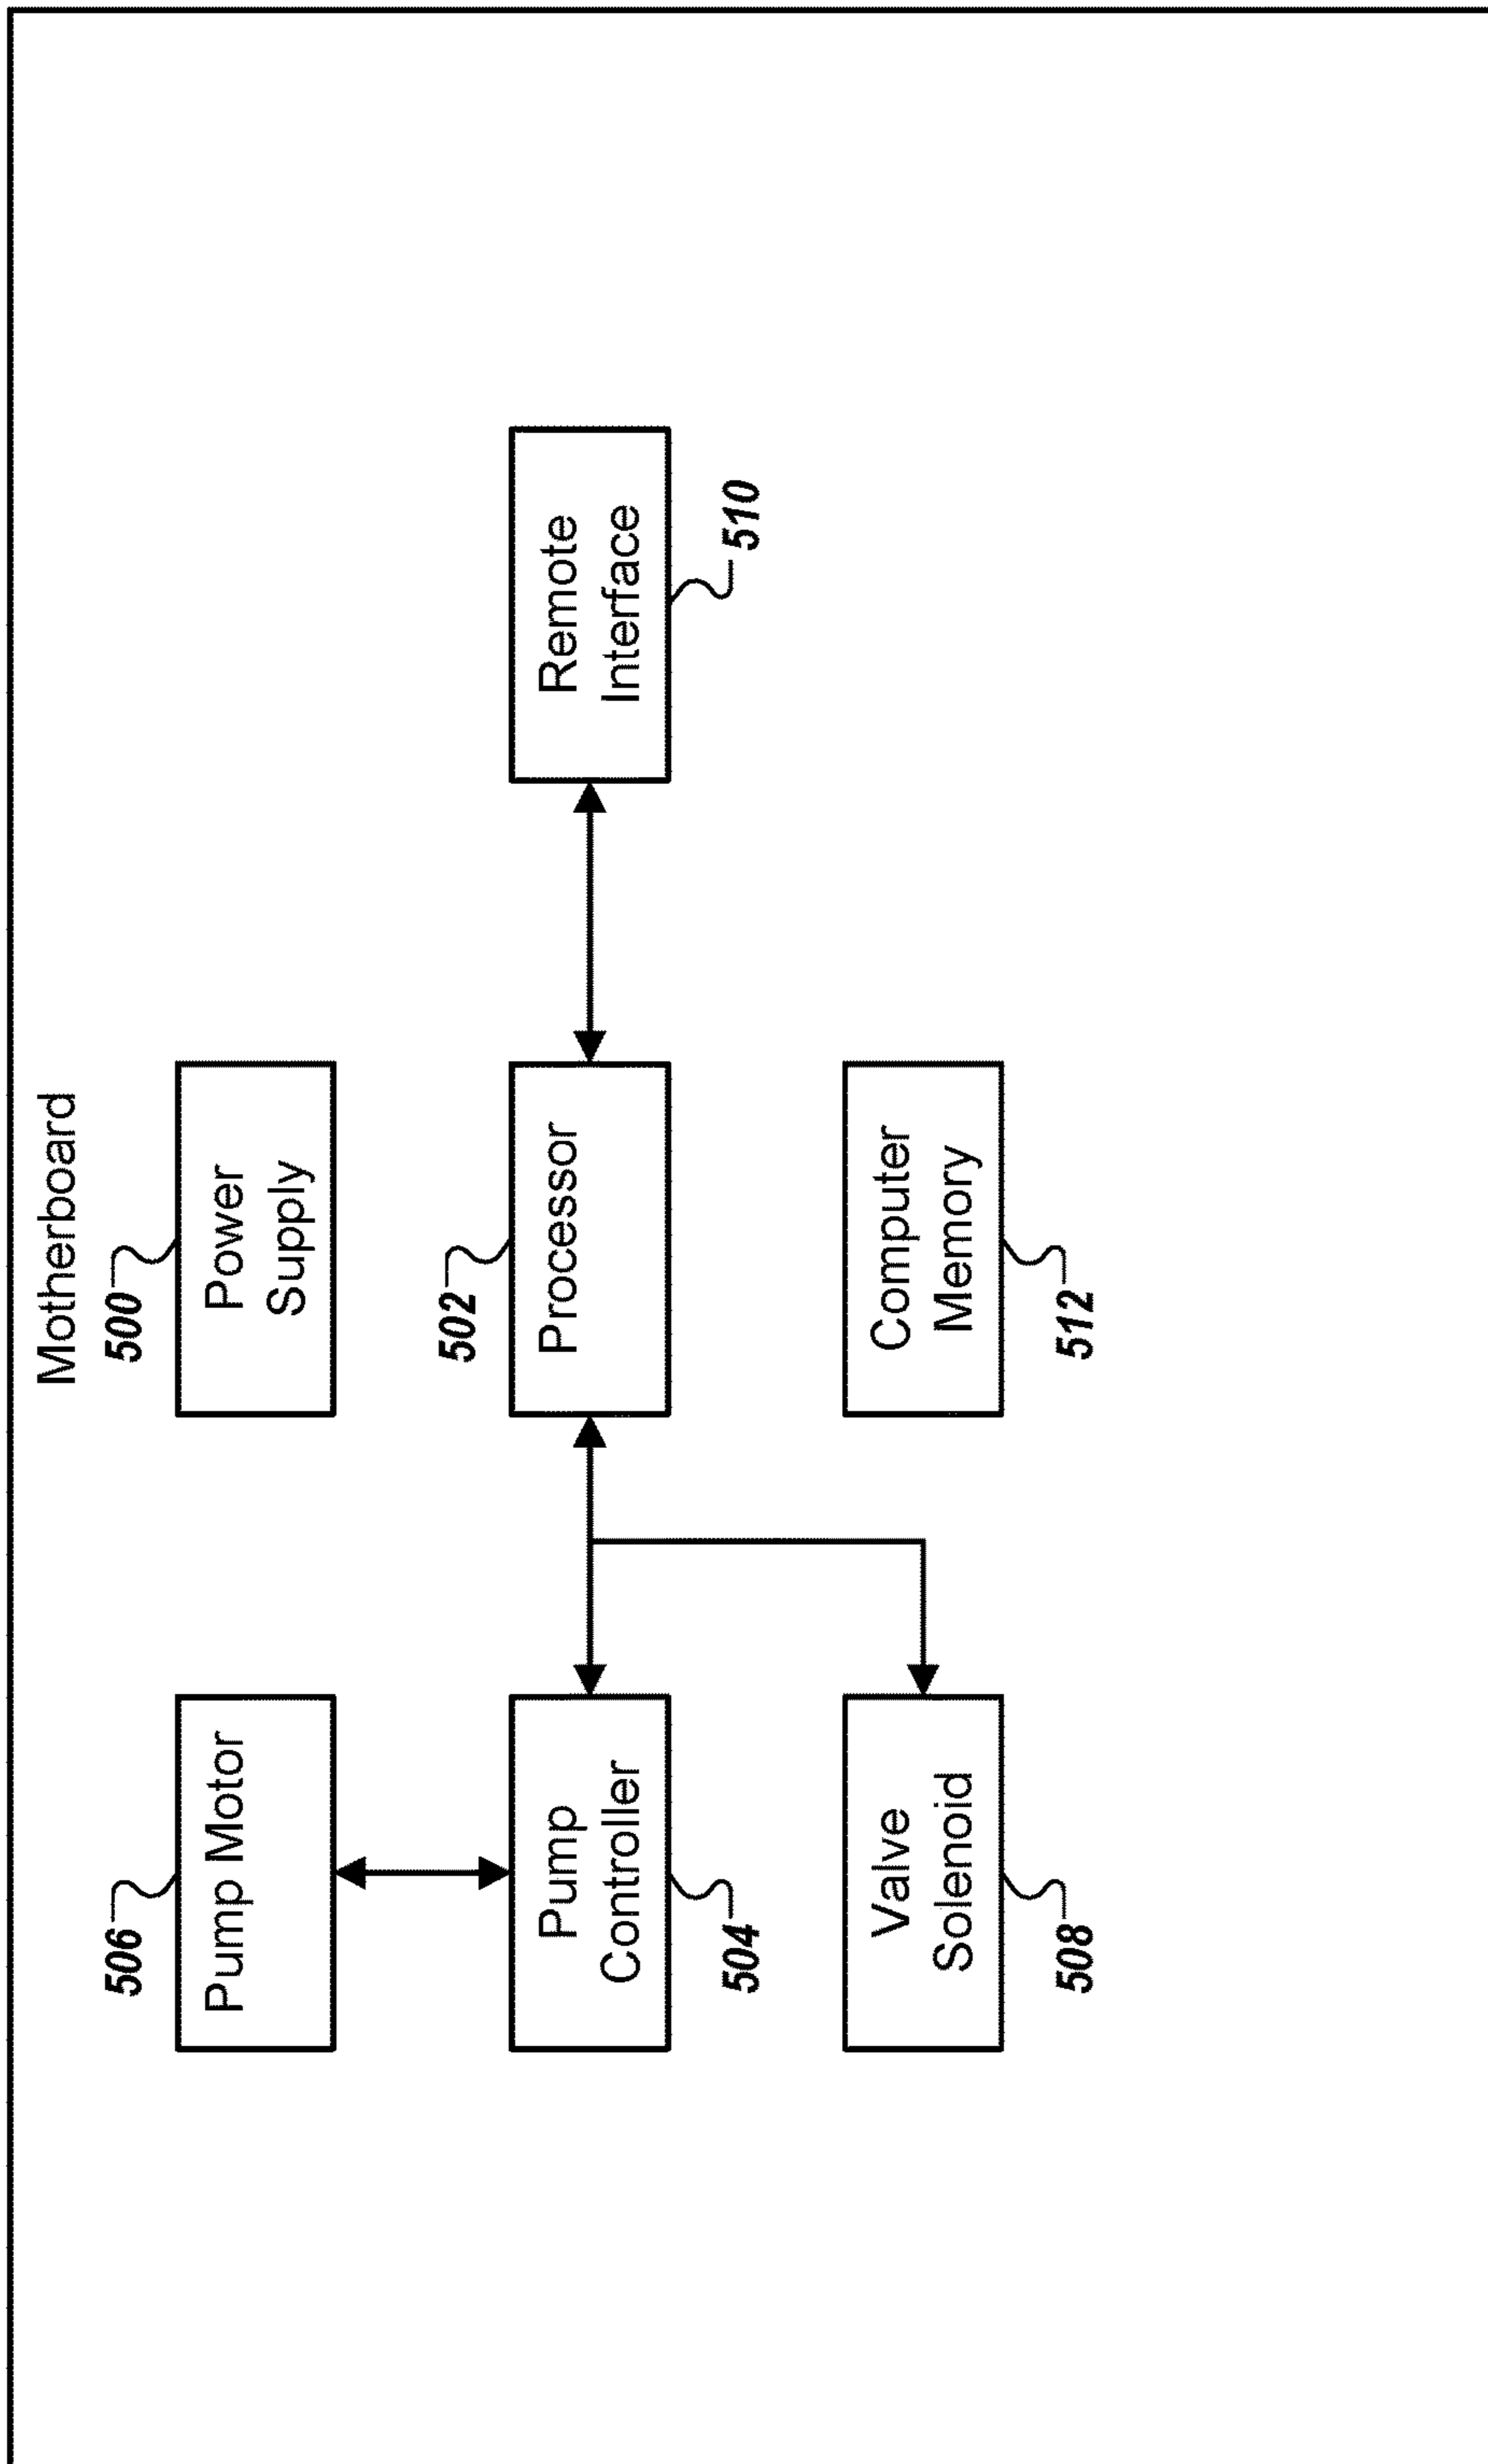 Motherboard
506
Pump Motor
500
Power
Supply
504
Pump
Controller
502
Processor
510
Remote
Interface
508
Valve
Solenoid
512
Computer
Memory